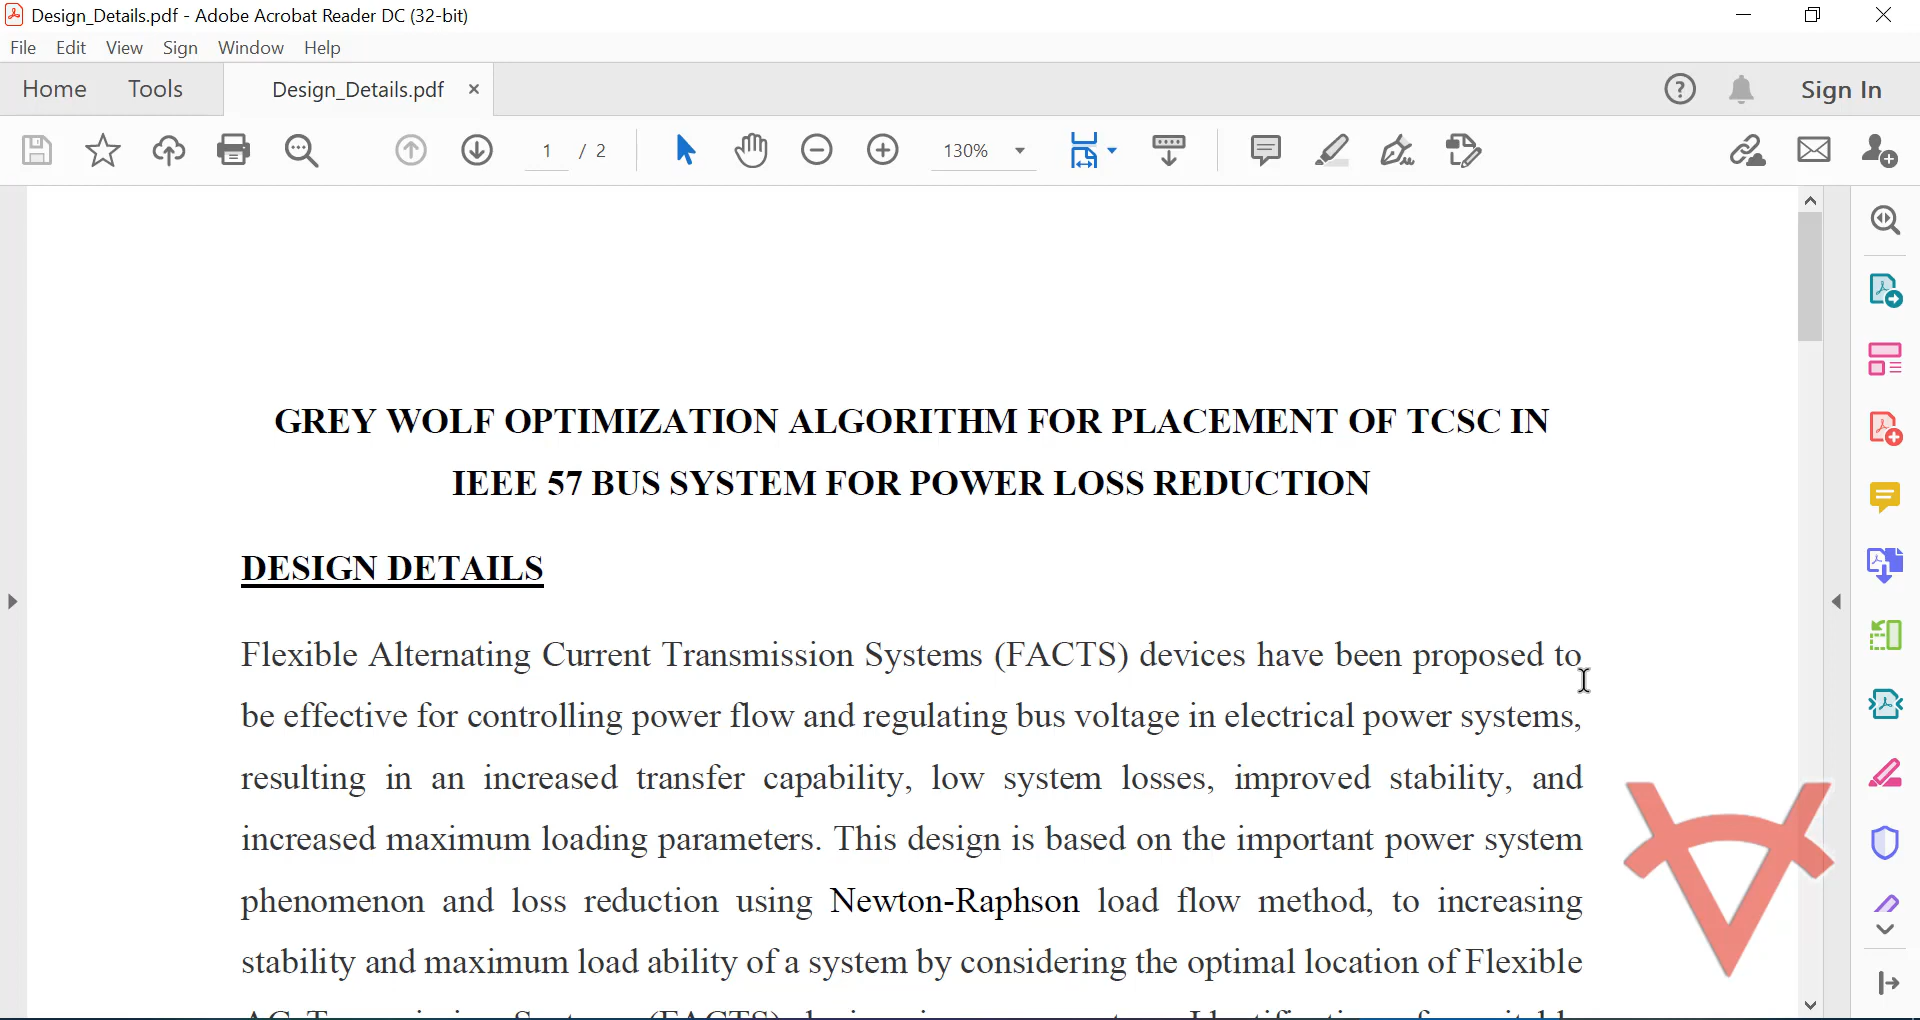 Design_Details.pdf - Adobe Acrobat Reader DC (32-bit)
File Edit View Sign Window Help
Home Tools Design_Details.pdf × Sign In
1 / 2 130%
GREY WOLF OPTIMIZATION ALGORITHM FOR PLACEMENT OF TCSC IN
IEEE 57 BUS SYSTEM FOR POWER LOSS REDUCTION
DESIGN DETAILS
Flexible Alternating Current Transmission Systems (FACTS) devices have been proposed to
be effective for controlling power flow and regulating bus voltage in electrical power systems,
resulting in an increased transfer capability, low system losses, improved stability, and
increased maximum loading parameters. This design is based on the important power system
phenomenon and loss reduction using Newton-Raphson load flow method, to increasing
stability and maximum load ability of a system by considering the optimal location of Flexible